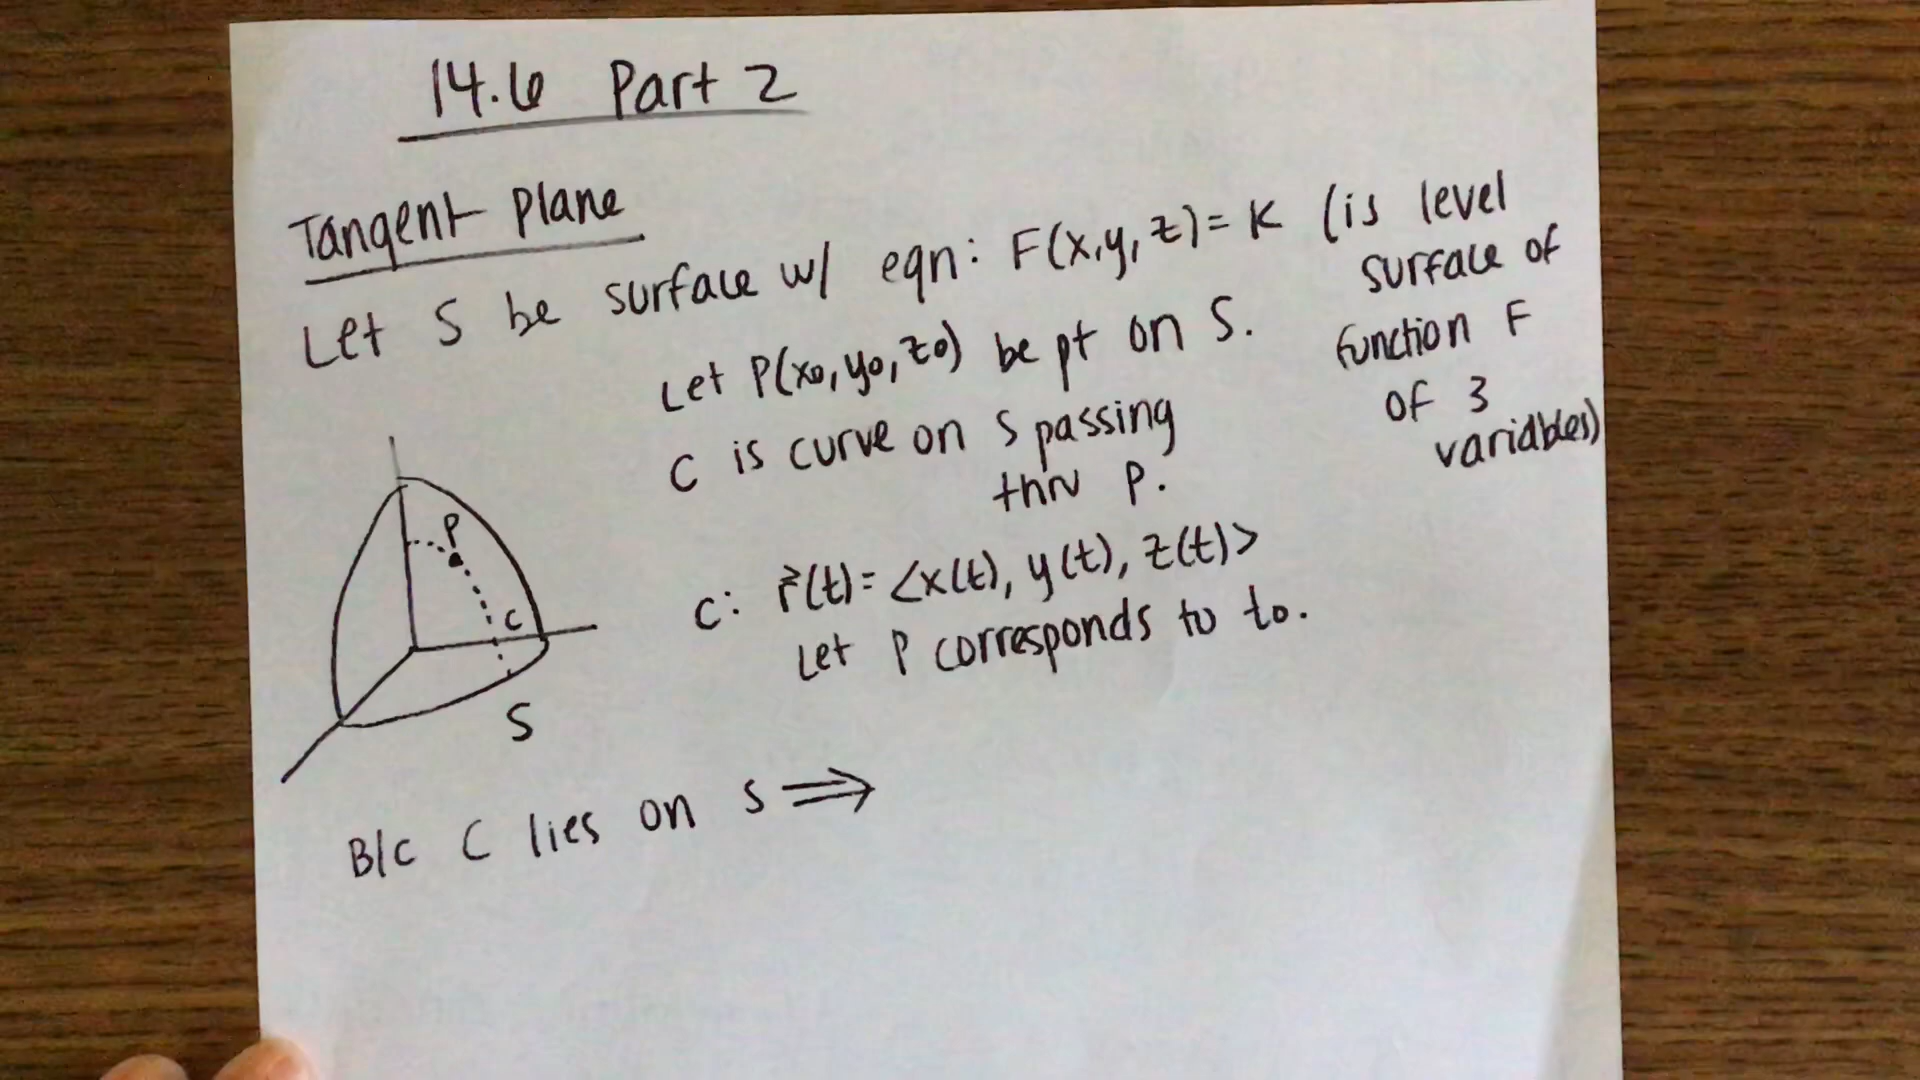 14.6 Part 2
Tangent Plane
Let S be surface w/ eqn: F(x,y,z)= K (is level
surface of
function F
of 3
variables)
Let P(x0, y0, z0) be pt on S.
C is curve on S passing
thru P.
P
C
S
C: r⃗(t)= <x(t), y(t), z(t)>
Let P corresponds to t0.
B/c C lies on S ⟹